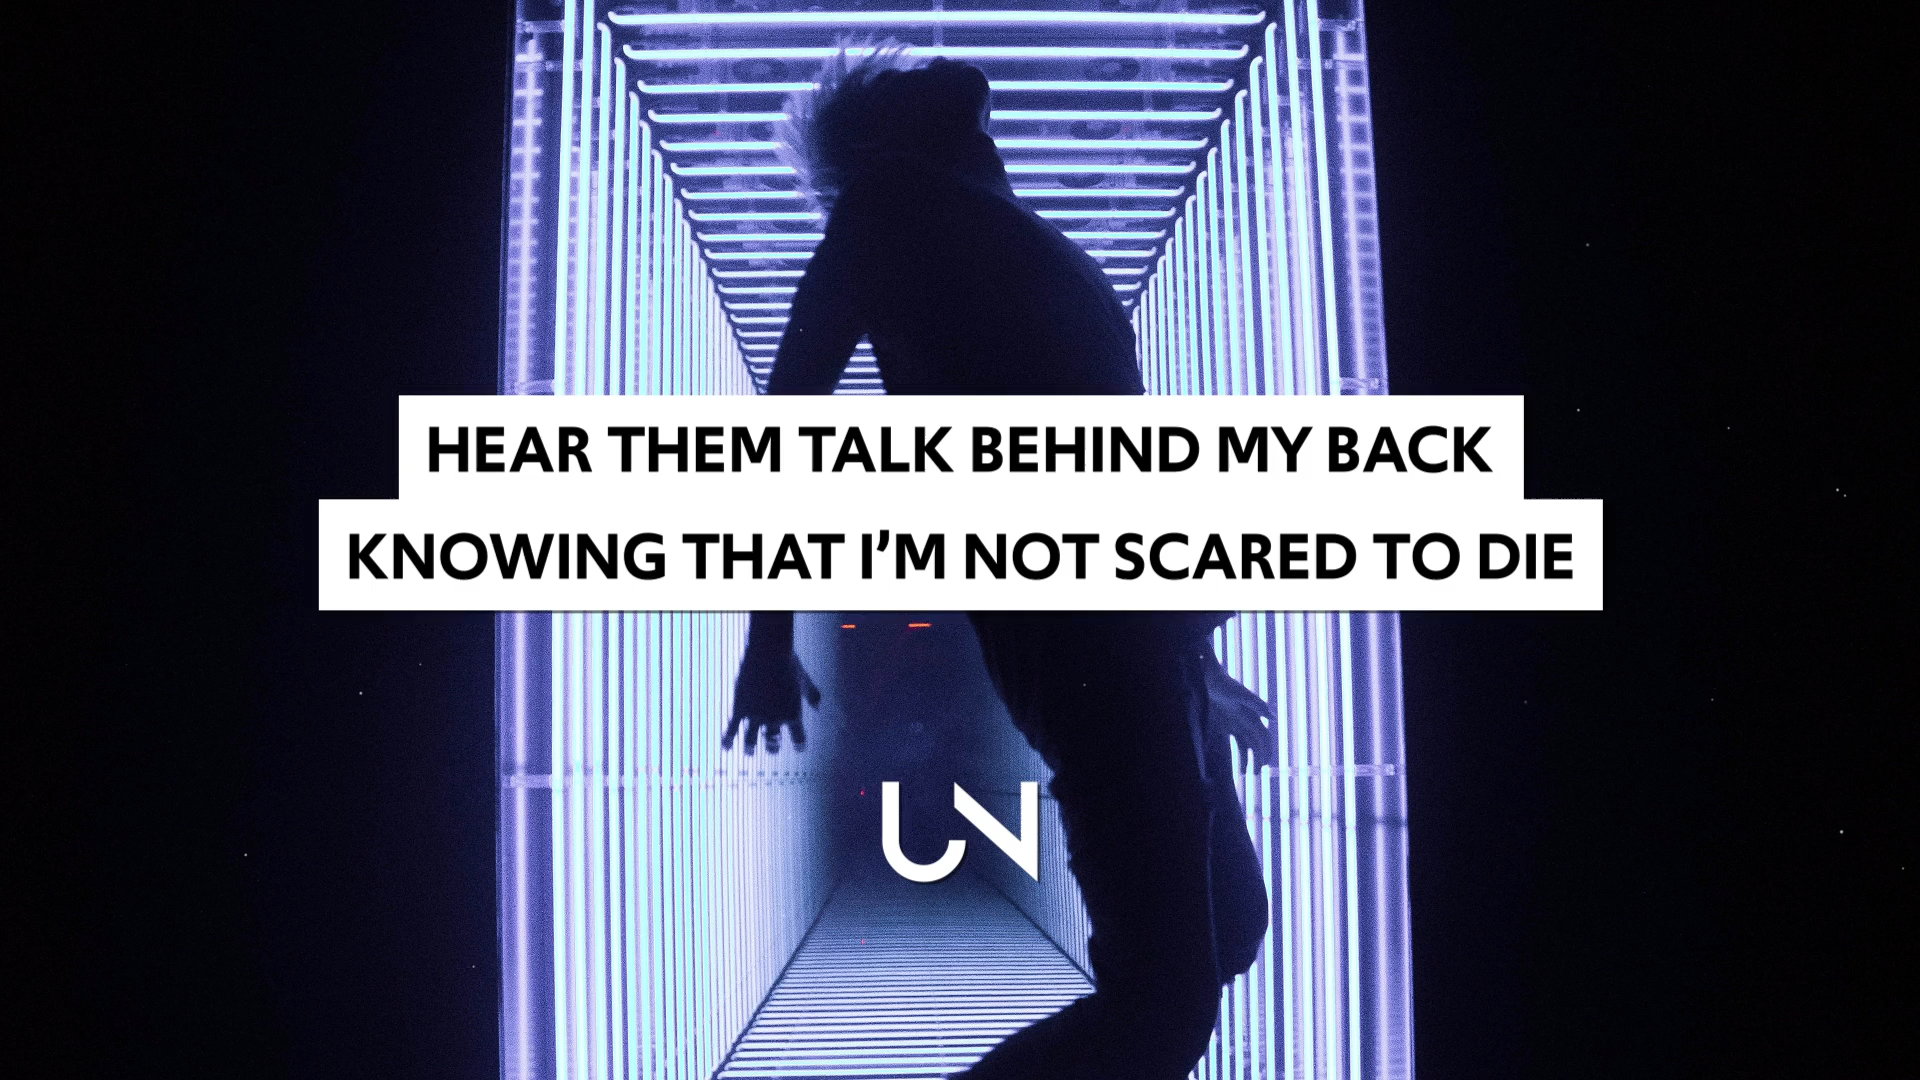 HEAR THEM TALK BEHIND MY BACK
KNOWING THAT I’M NOT SCARED TO DIE
UN